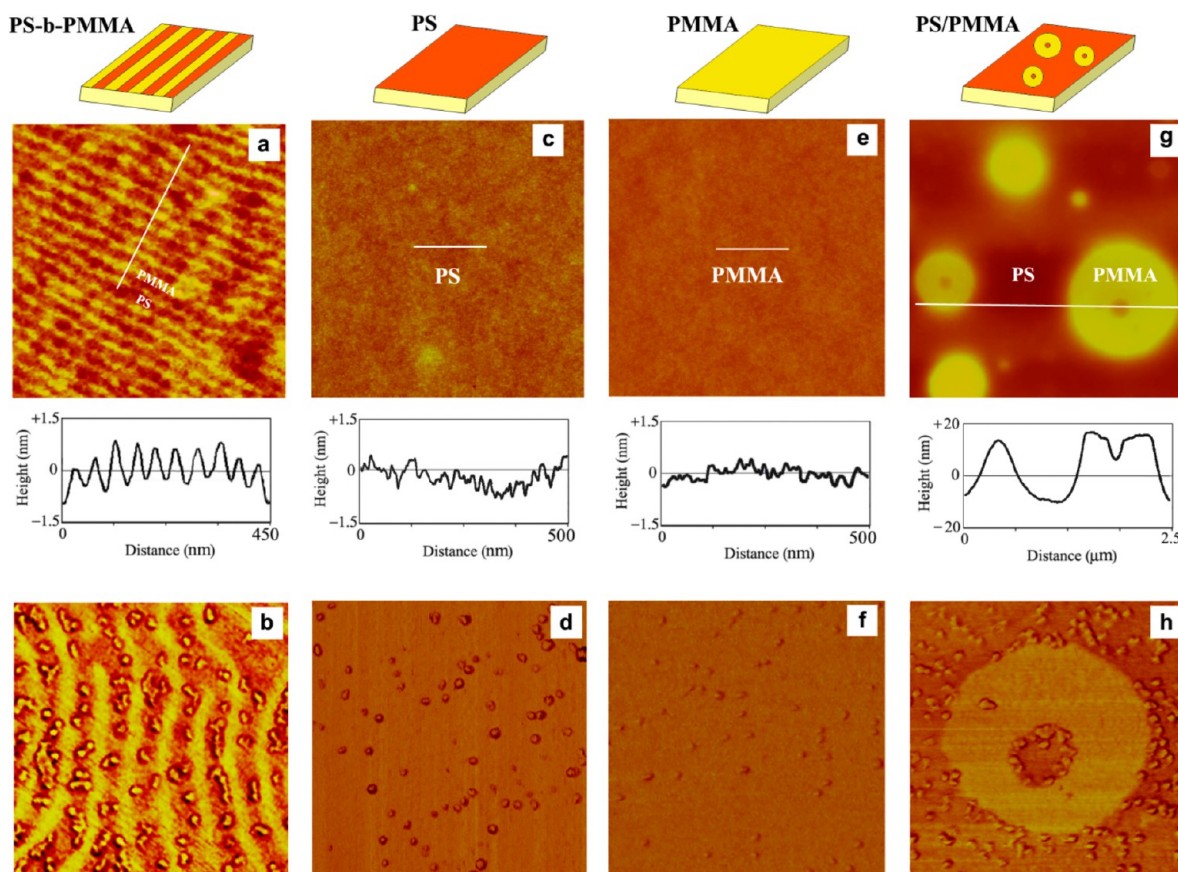 PS-b-PMMA
PS
PMMA
PS/PMMA
a
PMMA
PS
c
PS
e
PMMA
g
PS
PMMA
+1.5
0
−1.5
Height (nm)
0
450
Distance (nm)
+1.5
0
−1.5
Height (nm)
0
500
Distance (nm)
+1.5
0
−1.5
Height (nm)
0
500
Distance (nm)
+20
0
−20
Height (nm)
0
2.5
Distance (μm)
b
d
f
h